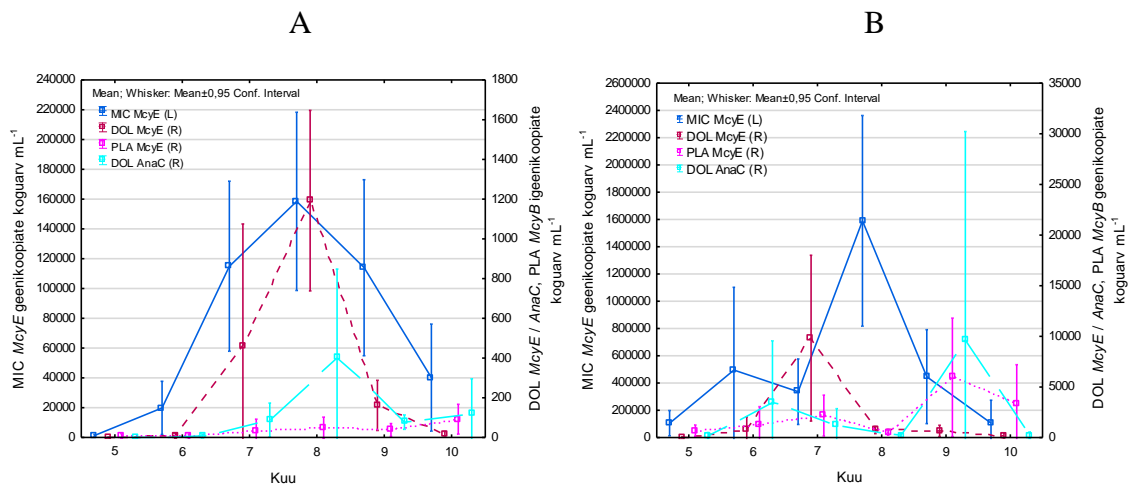 A
B
240000
220000
200000
180000
160000
140000
120000
100000
80000
60000
40000
20000
0
MIC McyE geenikoopiate koguarv mL-1
Mean; Whisker: Mean±0,95 Conf. Interval
MIC McyE (L)
DOL McyE (R)
PLA McyE (R)
DOL AnaC (R)
5 6 7 8 9 10
Kuu
1800
1600
1400
1200
1000
800
600
400
200
0
DOL McyE / AnaC, PLA McyB igeenikoopiate
koguarv mL-1
2600000
2400000
2200000
2000000
1800000
1600000
1400000
1200000
1000000
800000
600000
400000
200000
0
MIC McyE geenikoopiate koguarv mL-1
Mean; Whisker: Mean±0,95 Conf. Interval
MIC McyE (L)
DOL McyE (R)
PLA McyE (R)
DOL AnaC (R)
5 6 7 8 9 10
Kuu
35000
30000
25000
20000
15000
10000
5000
0
DOL McyE / AnaC, PLA McyB geenikoopiate
koguarv mL-1